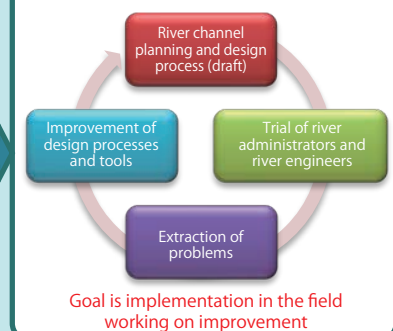 River channel
planning and design
process (draft)
Trial of river
administrators and
river engineers
Extraction of
problems
Improvement of
design processes
and tools
Goal is implementation in the field
working on improvement